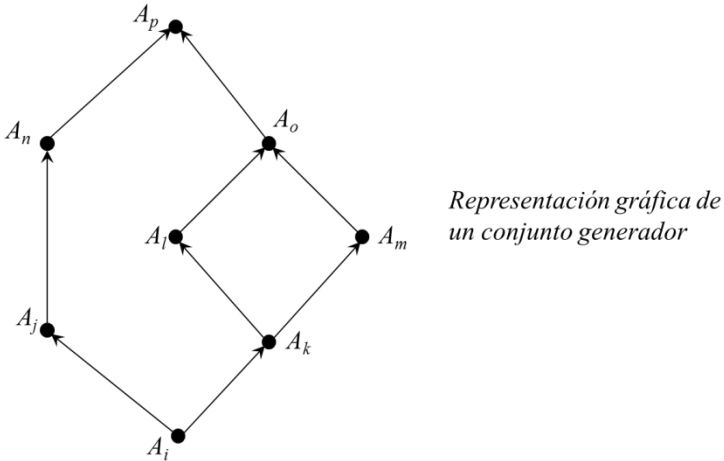 A_p
A_n
A_o
Representación gráfica de
un conjunto generador
A_l
A_m
A_j
A_k
A_i